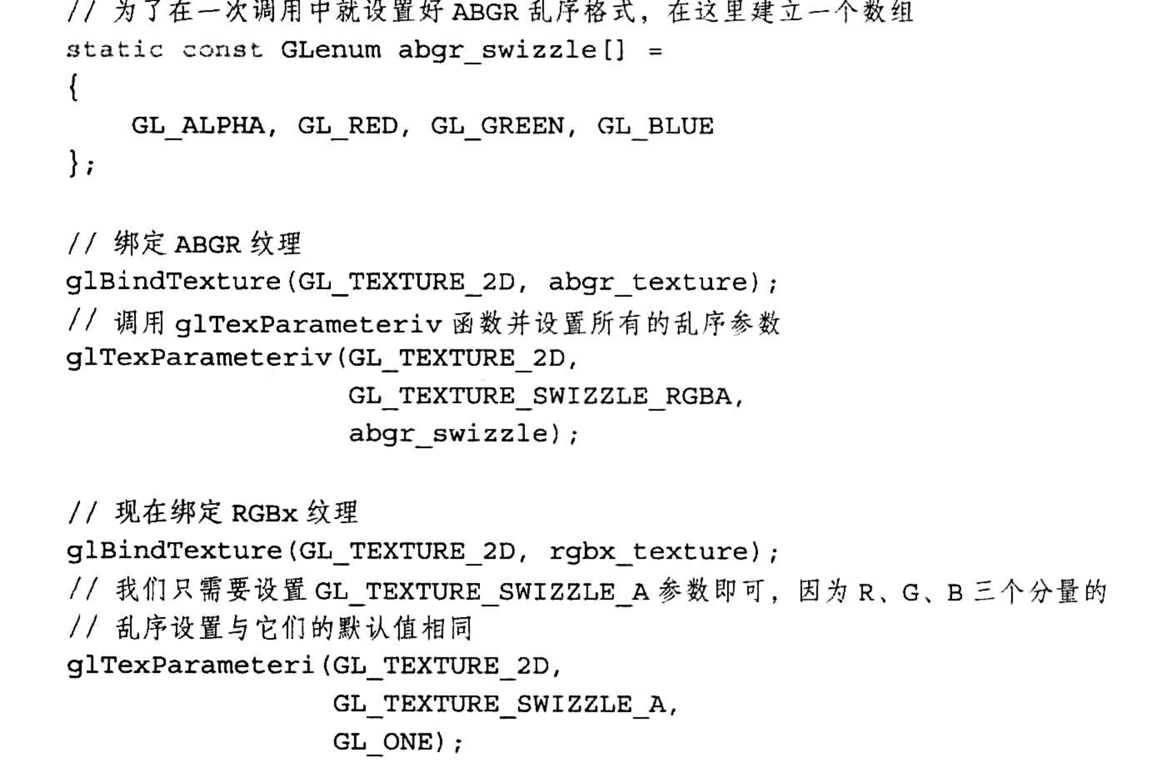 // 为了在一次调用中就设置好 ABGR 乱序格式，在这里建立一个数组
static const GLenum abgr_swizzle[] =
{
    GL_ALPHA, GL_RED, GL_GREEN, GL_BLUE
};
// 绑定 ABGR 纹理
glBindTexture(GL_TEXTURE_2D, abgr_texture);
// 调用 glTexParameteriv 函数并设置所有的乱序参数
glTexParameteriv(GL_TEXTURE_2D,
                 GL_TEXTURE_SWIZZLE_RGBA,
                 abgr_swizzle);
// 现在绑定 RGBx 纹理
glBindTexture(GL_TEXTURE_2D, rgbx_texture);
// 我们只需要设置 GL_TEXTURE_SWIZZLE_A 参数即可，因为 R、G、B 三个分量的
// 乱序设置与它们的默认值相同
glTexParameteri(GL_TEXTURE_2D,
                GL_TEXTURE_SWIZZLE_A,
                GL_ONE);